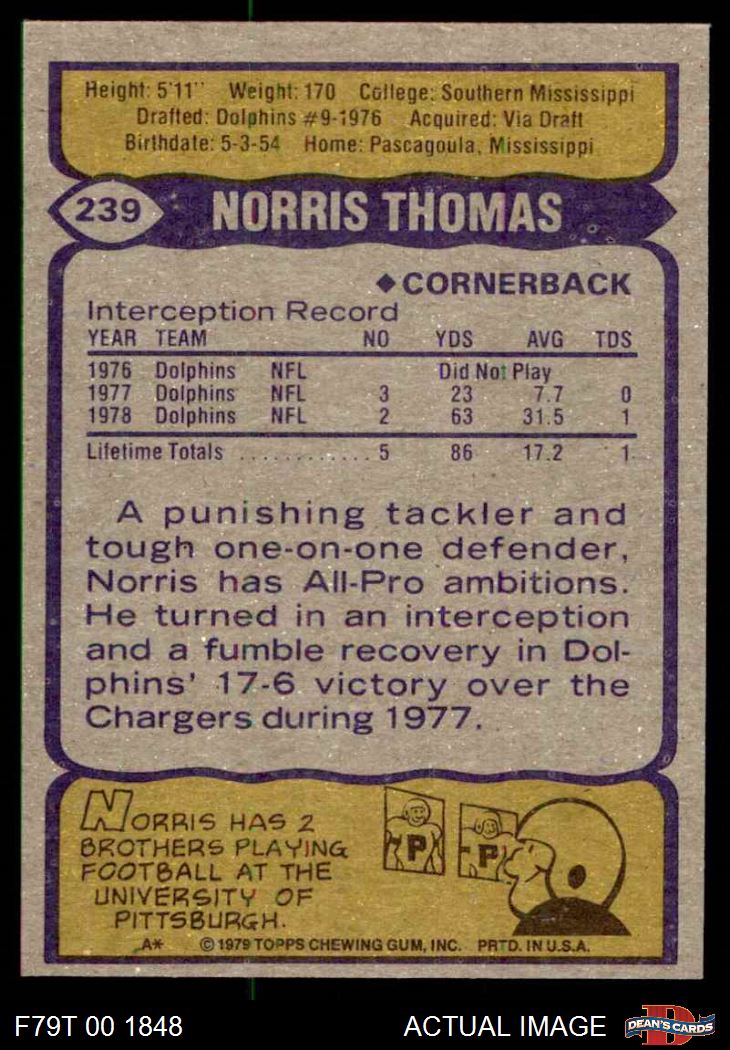 Height: 5'11" Weight: 170 College: Southern Mississippi
Drafted: Dolphins #9-1976 Acquired: Via Draft
Birthdate: 5-3-54 Home: Pascagoula, Mississippi
239 NORRIS THOMAS
◆CORNERBACK
Interception Record
YEAR TEAM NO YDS AVG TDS
1976 Dolphins NFL Did Not Play
1977 Dolphins NFL 3 23 7.7 0
1978 Dolphins NFL 2 63 31.5 1
Lifetime Totals ............ 5 86 17.2 1
A punishing tackler and
tough one-on-one defender,
Norris has All-Pro ambitions.
He turned in an interception
and a fumble recovery in Dol-
phins' 17-6 victory over the
Chargers during 1977.
NORRIS HAS 2
BROTHERS PLAYING
FOOTBALL AT THE
UNIVERSITY OF
PITTSBURGH.
P
P
A* © 1979 TOPPS CHEWING GUM, INC. PRTD. IN U.S.A.
F79T 00 1848 ACTUAL IMAGE
D
DEAN'S CARDS